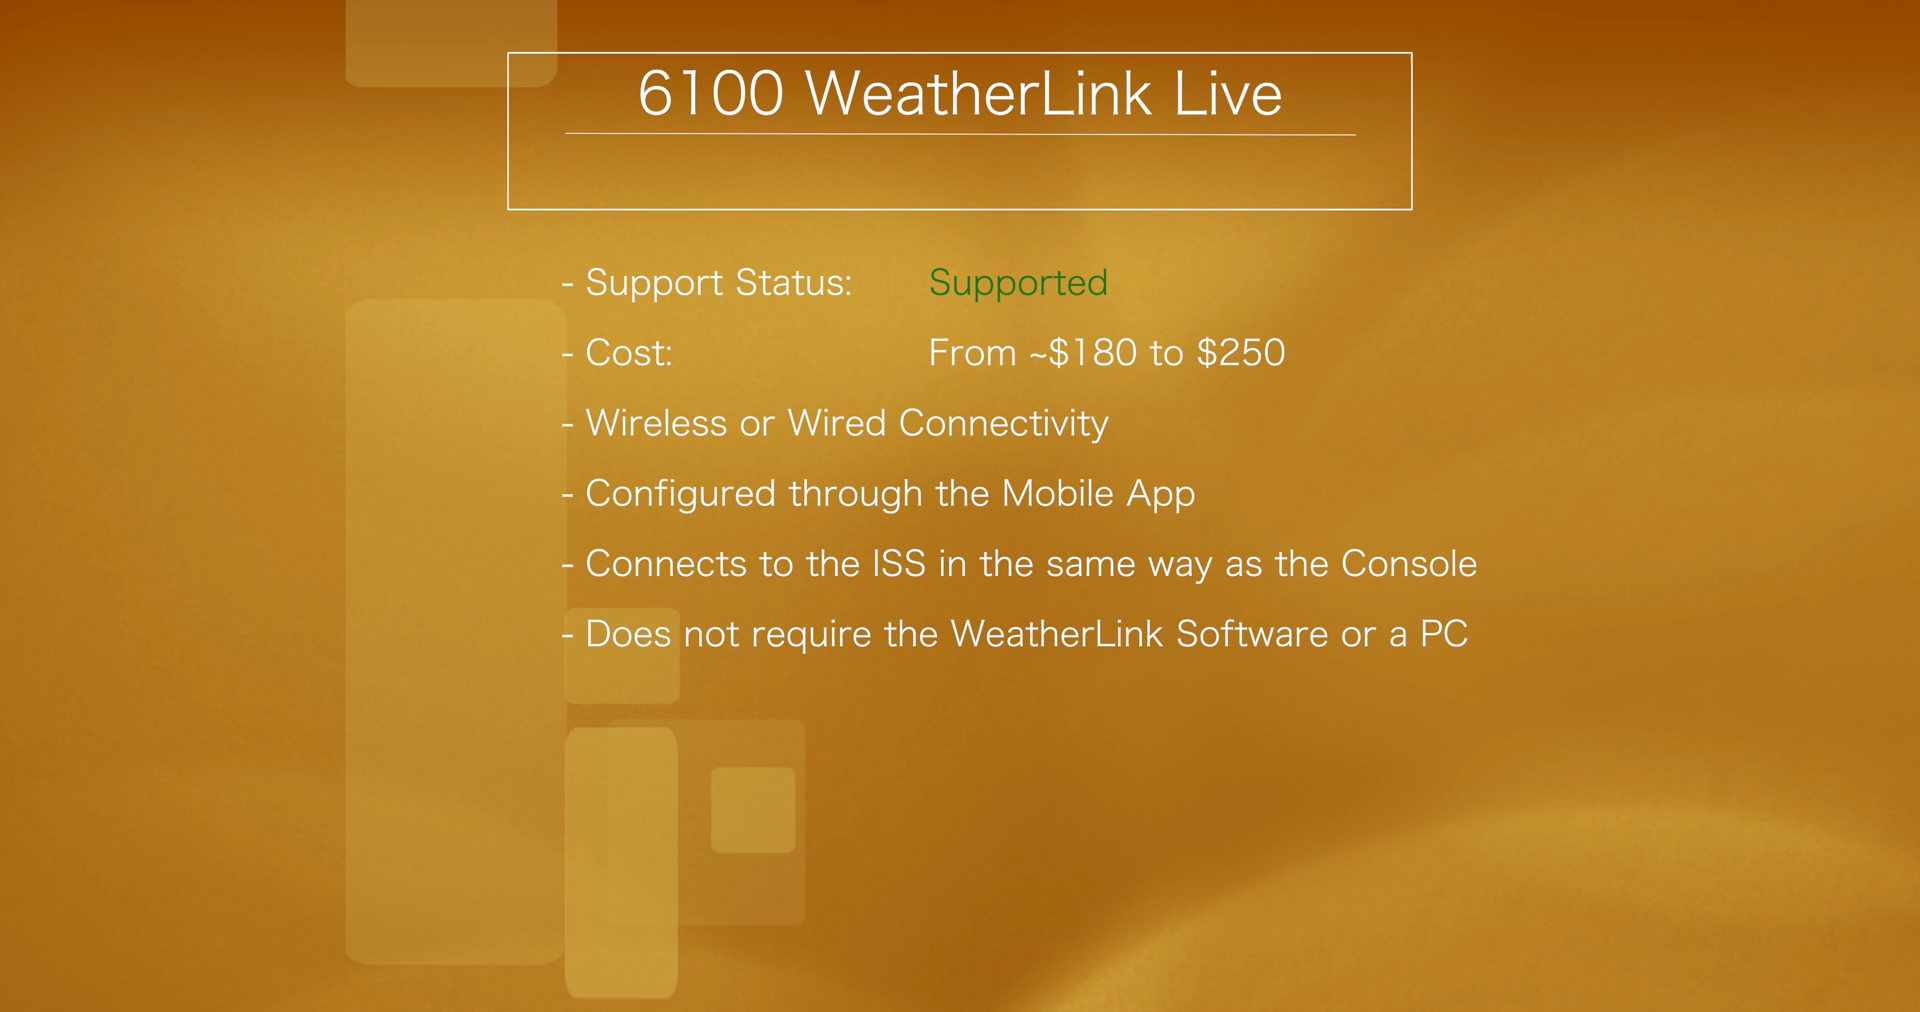 6100 WeatherLink Live
- Support Status: Supported
- Cost: From ~$180 to $250
- Wireless or Wired Connectivity
- Configured through the Mobile App
- Connects to the ISS in the same way as the Console
- Does not require the WeatherLink Software or a PC